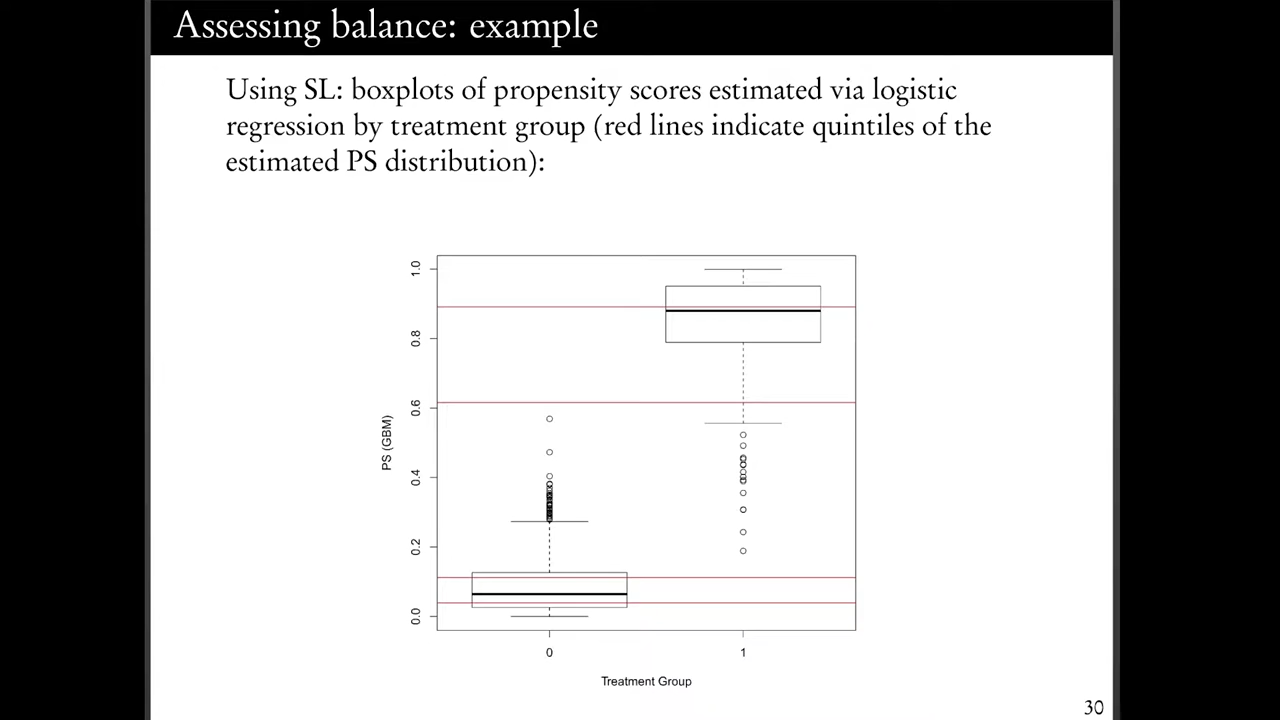 Assessing balance: example
Using SL: boxplots of propensity scores estimated via logistic
regression by treatment group (red lines indicate quintiles of the
estimated PS distribution):
1.0
0.8
0.6
0.4
0.2
0.0
PS (GBM)
0 1
Treatment Group
30